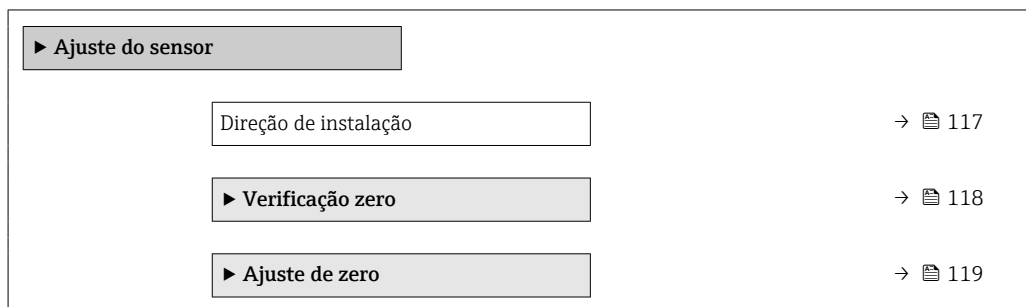 ▶ Ajuste do sensor
Direção de instalação → 117
▶ Verificação zero → 118
▶ Ajuste de zero → 119